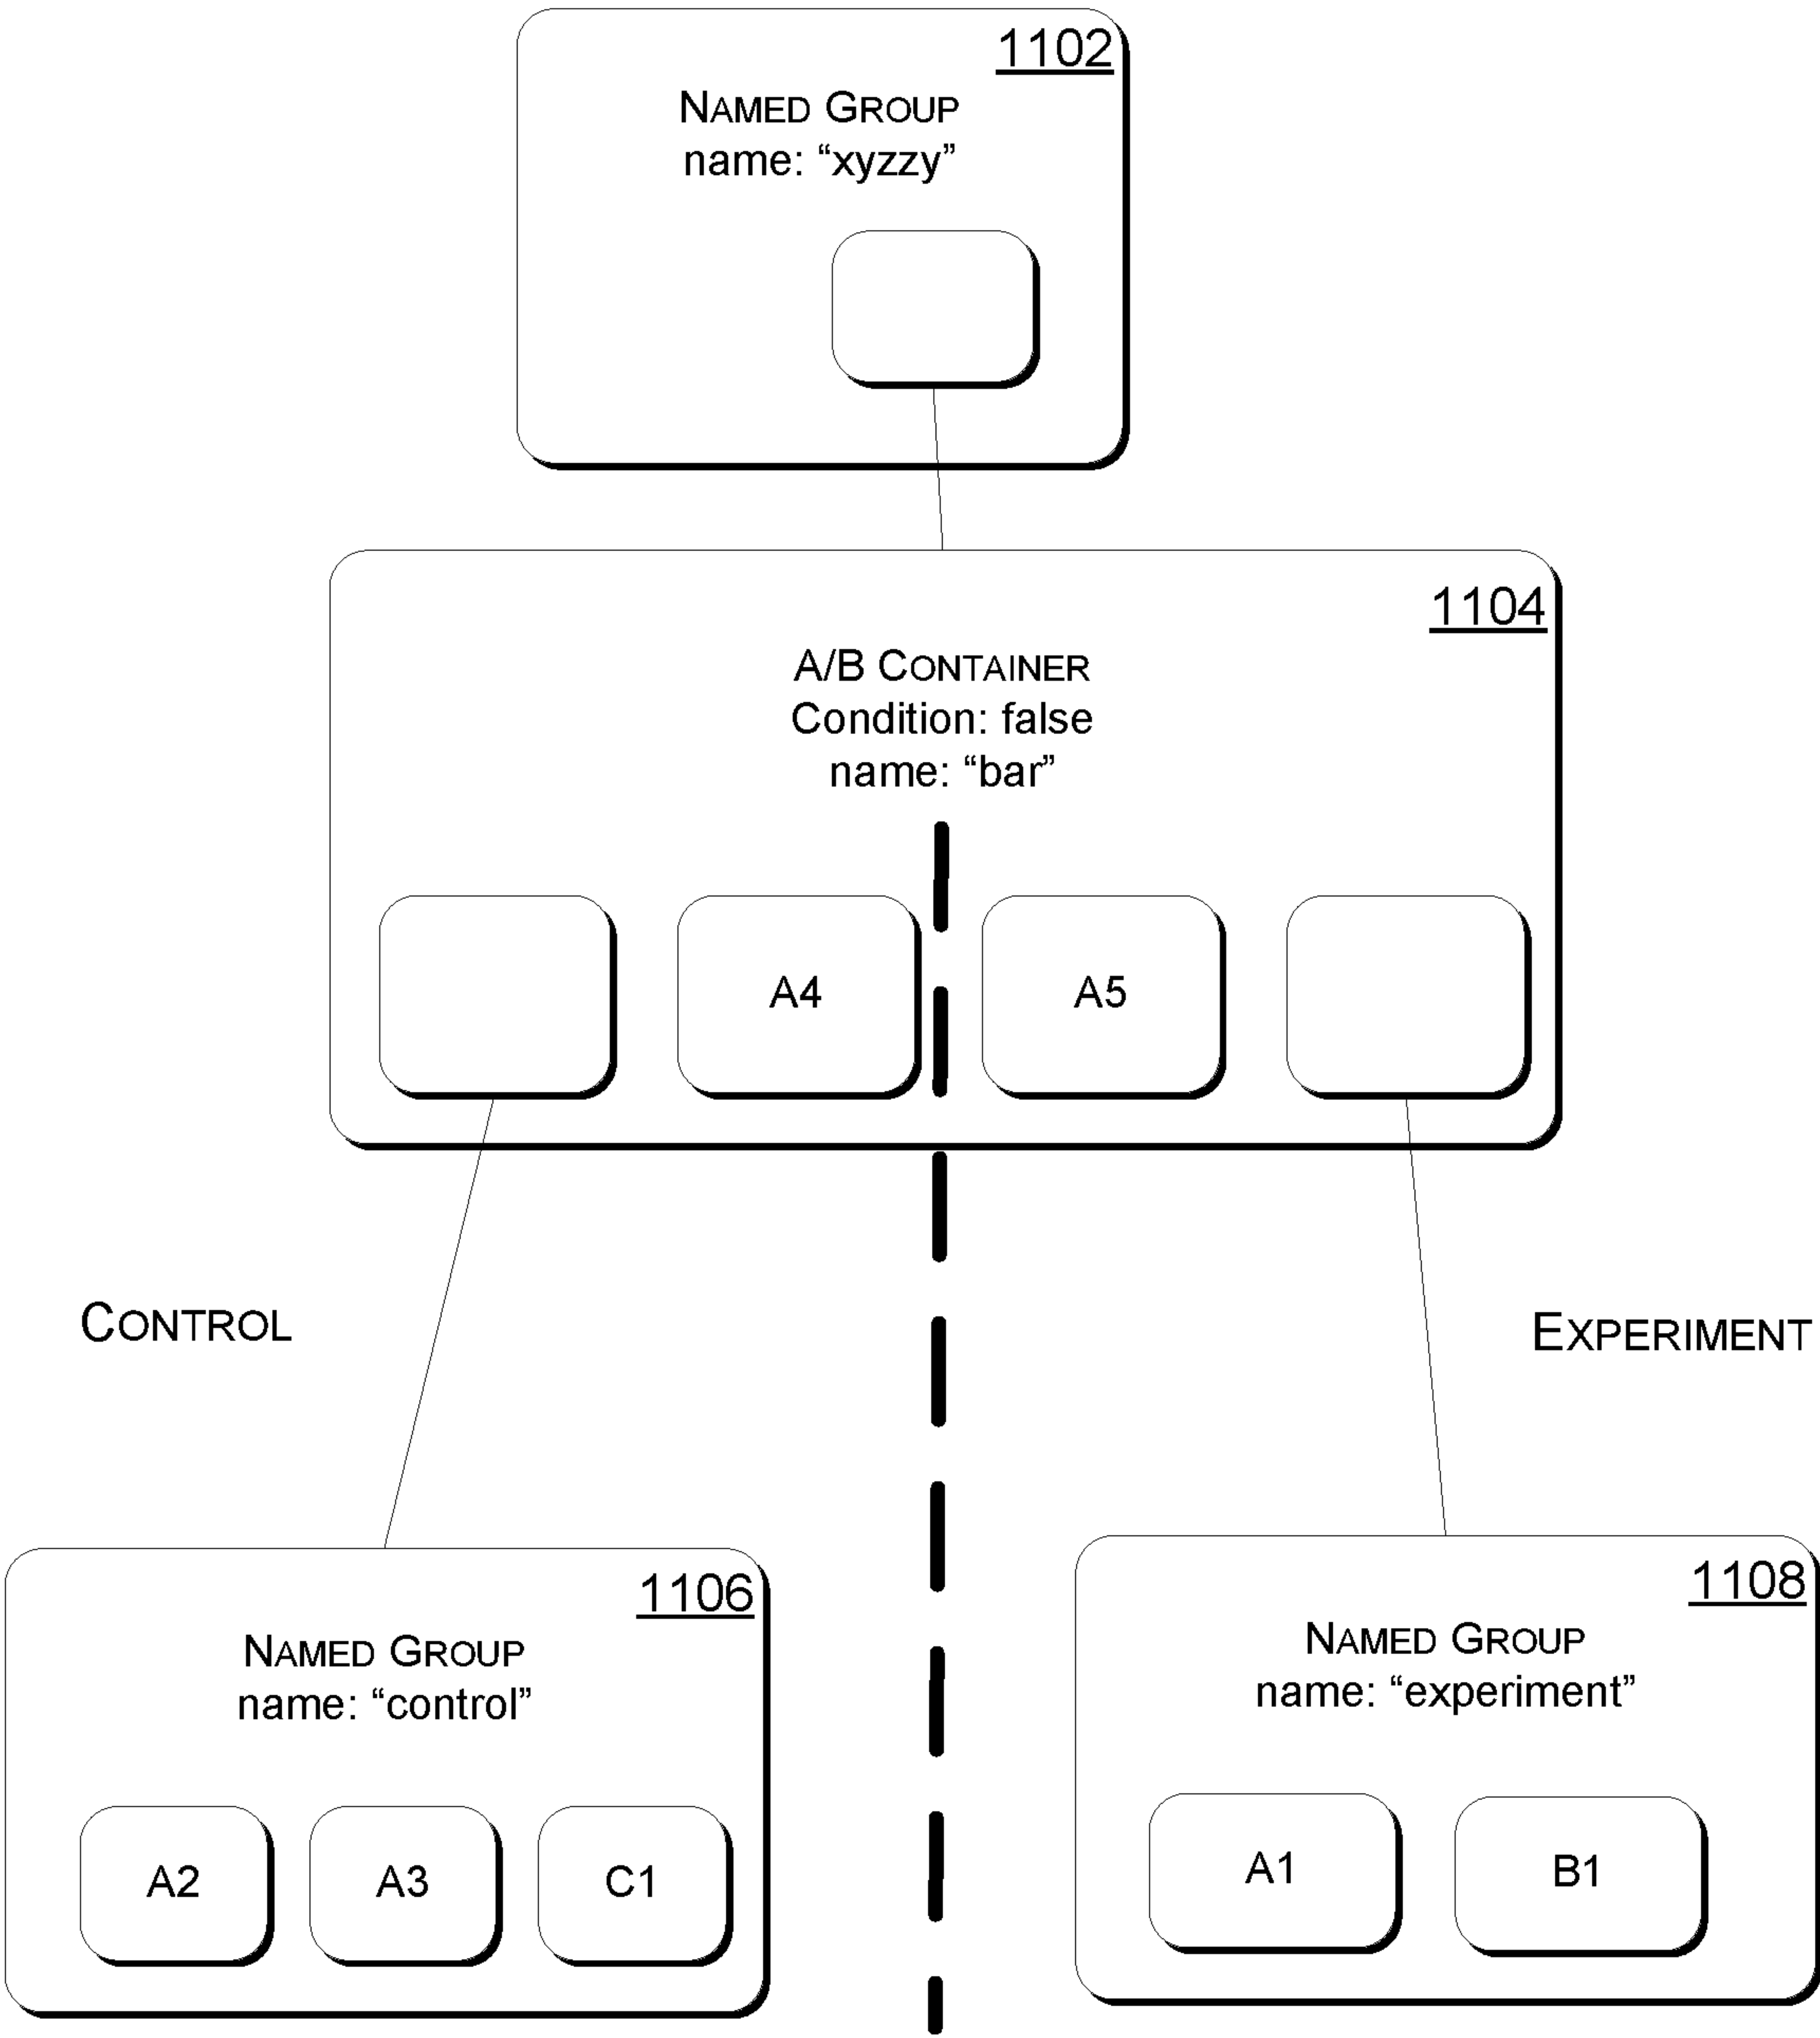 1102
NAMED GROUP
name: “xyzzy”
1104
A/B CONTAINER
Condition: false
name: “bar”
A4
A5
CONTROL
EXPERIMENT
1106
NAMED GROUP
name: “control”
A2
A3
C1
1108
NAMED GROUP
name: “experiment”
A1
B1